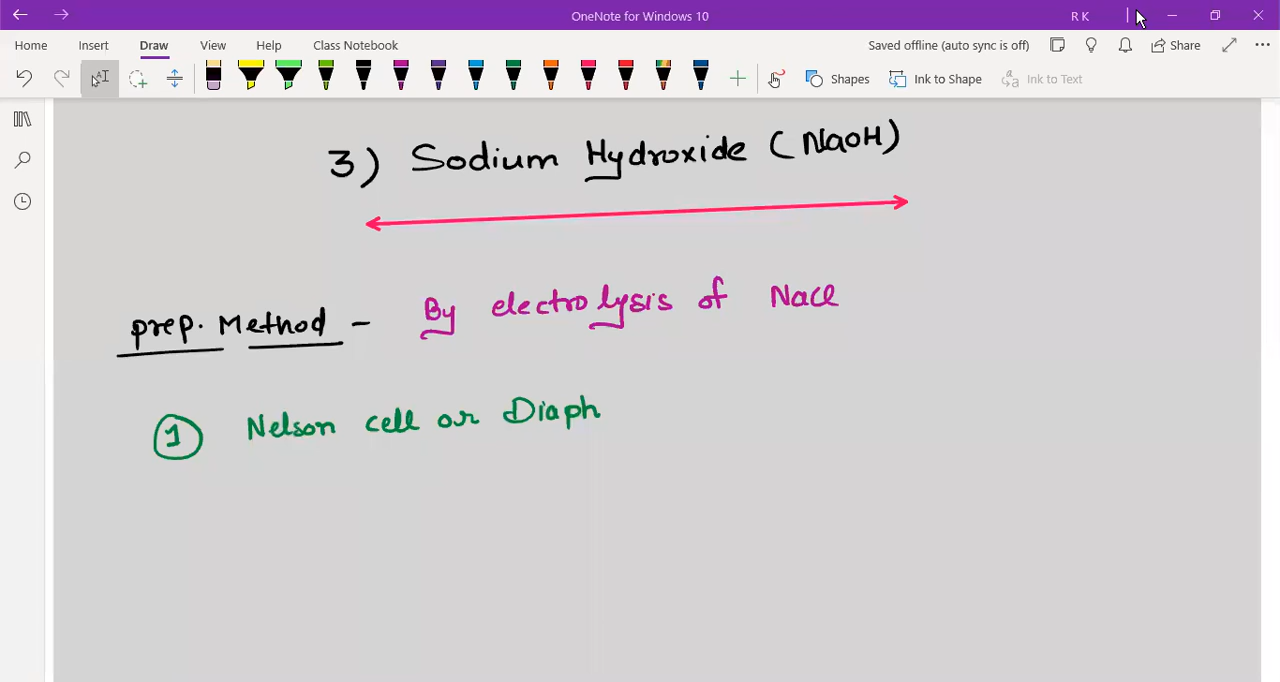 OneNote for Windows 10
R K
Home Insert Draw View Help Class Notebook
Saved offline (auto sync is off) Share
Shapes Ink to Shape Ink to Text
3) Sodium Hydroxide (NaOH)
prep. Method - By electrolysis of NaCl
1 Nelson cell or Diaph